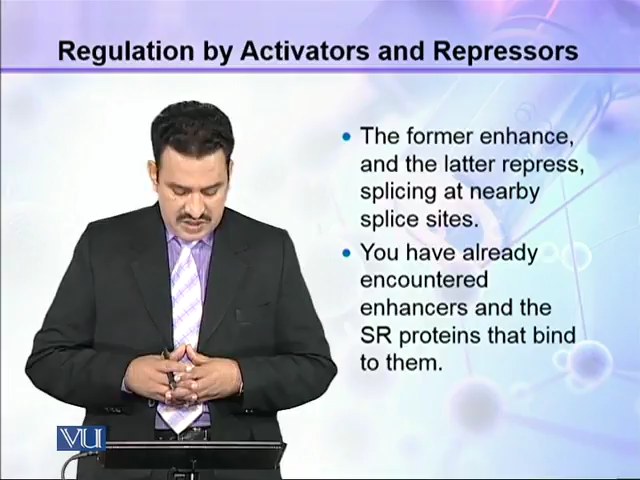 Regulation by Activators and Repressors
The former enhance,
and the latter repress,
splicing at nearby
splice sites.
You have already
encountered
enhancers and the
SR proteins that bind
to them.
VU